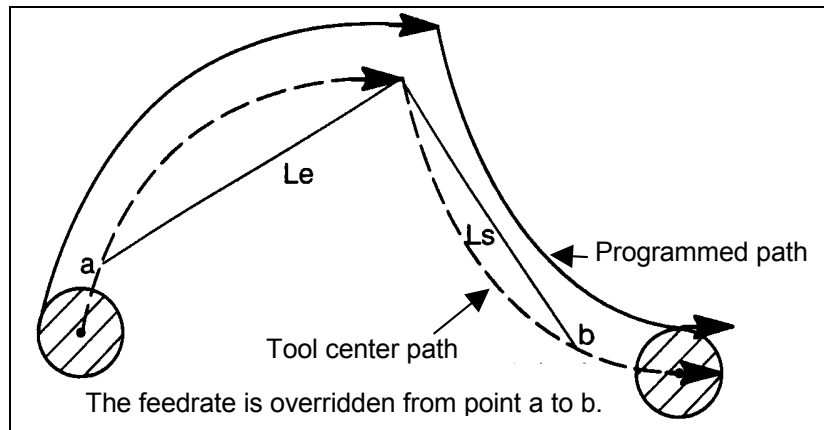 Le
a
Ls
Programmed path
b
Tool center path
The feedrate is overridden from point a to b.